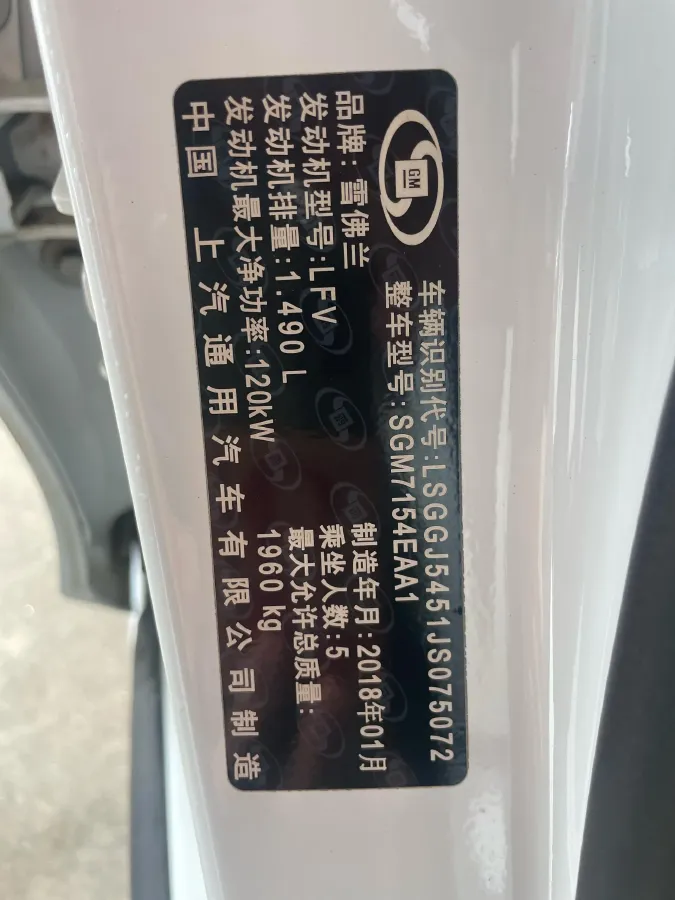 GM
车辆识别代号:LSGGJ5451JS075072
整车型号:SGM7154EAA1
品牌: 雪佛兰 制造年月:2018年01月
发动机型号:LFV 乘坐人数:5
发动机排量:1.490 L 最大允许总质量:
发动机最大净功率:120kW 1960 kg
中国 上汽通用汽车有限公司制造